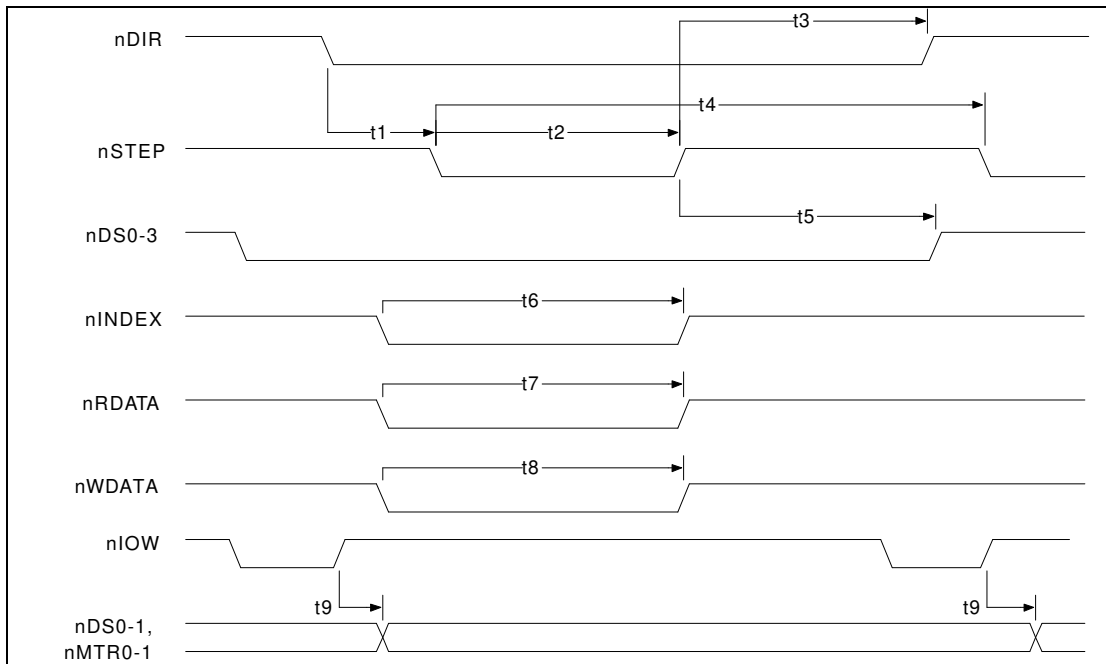 nDIR
t3
t4
nSTEP
t1
t2
nDS0-3
t5
nINDEX
t6
nRDATA
t7
nWDATA
t8
nIOW
t9
t9
nDS0-1,
nMTR0-1